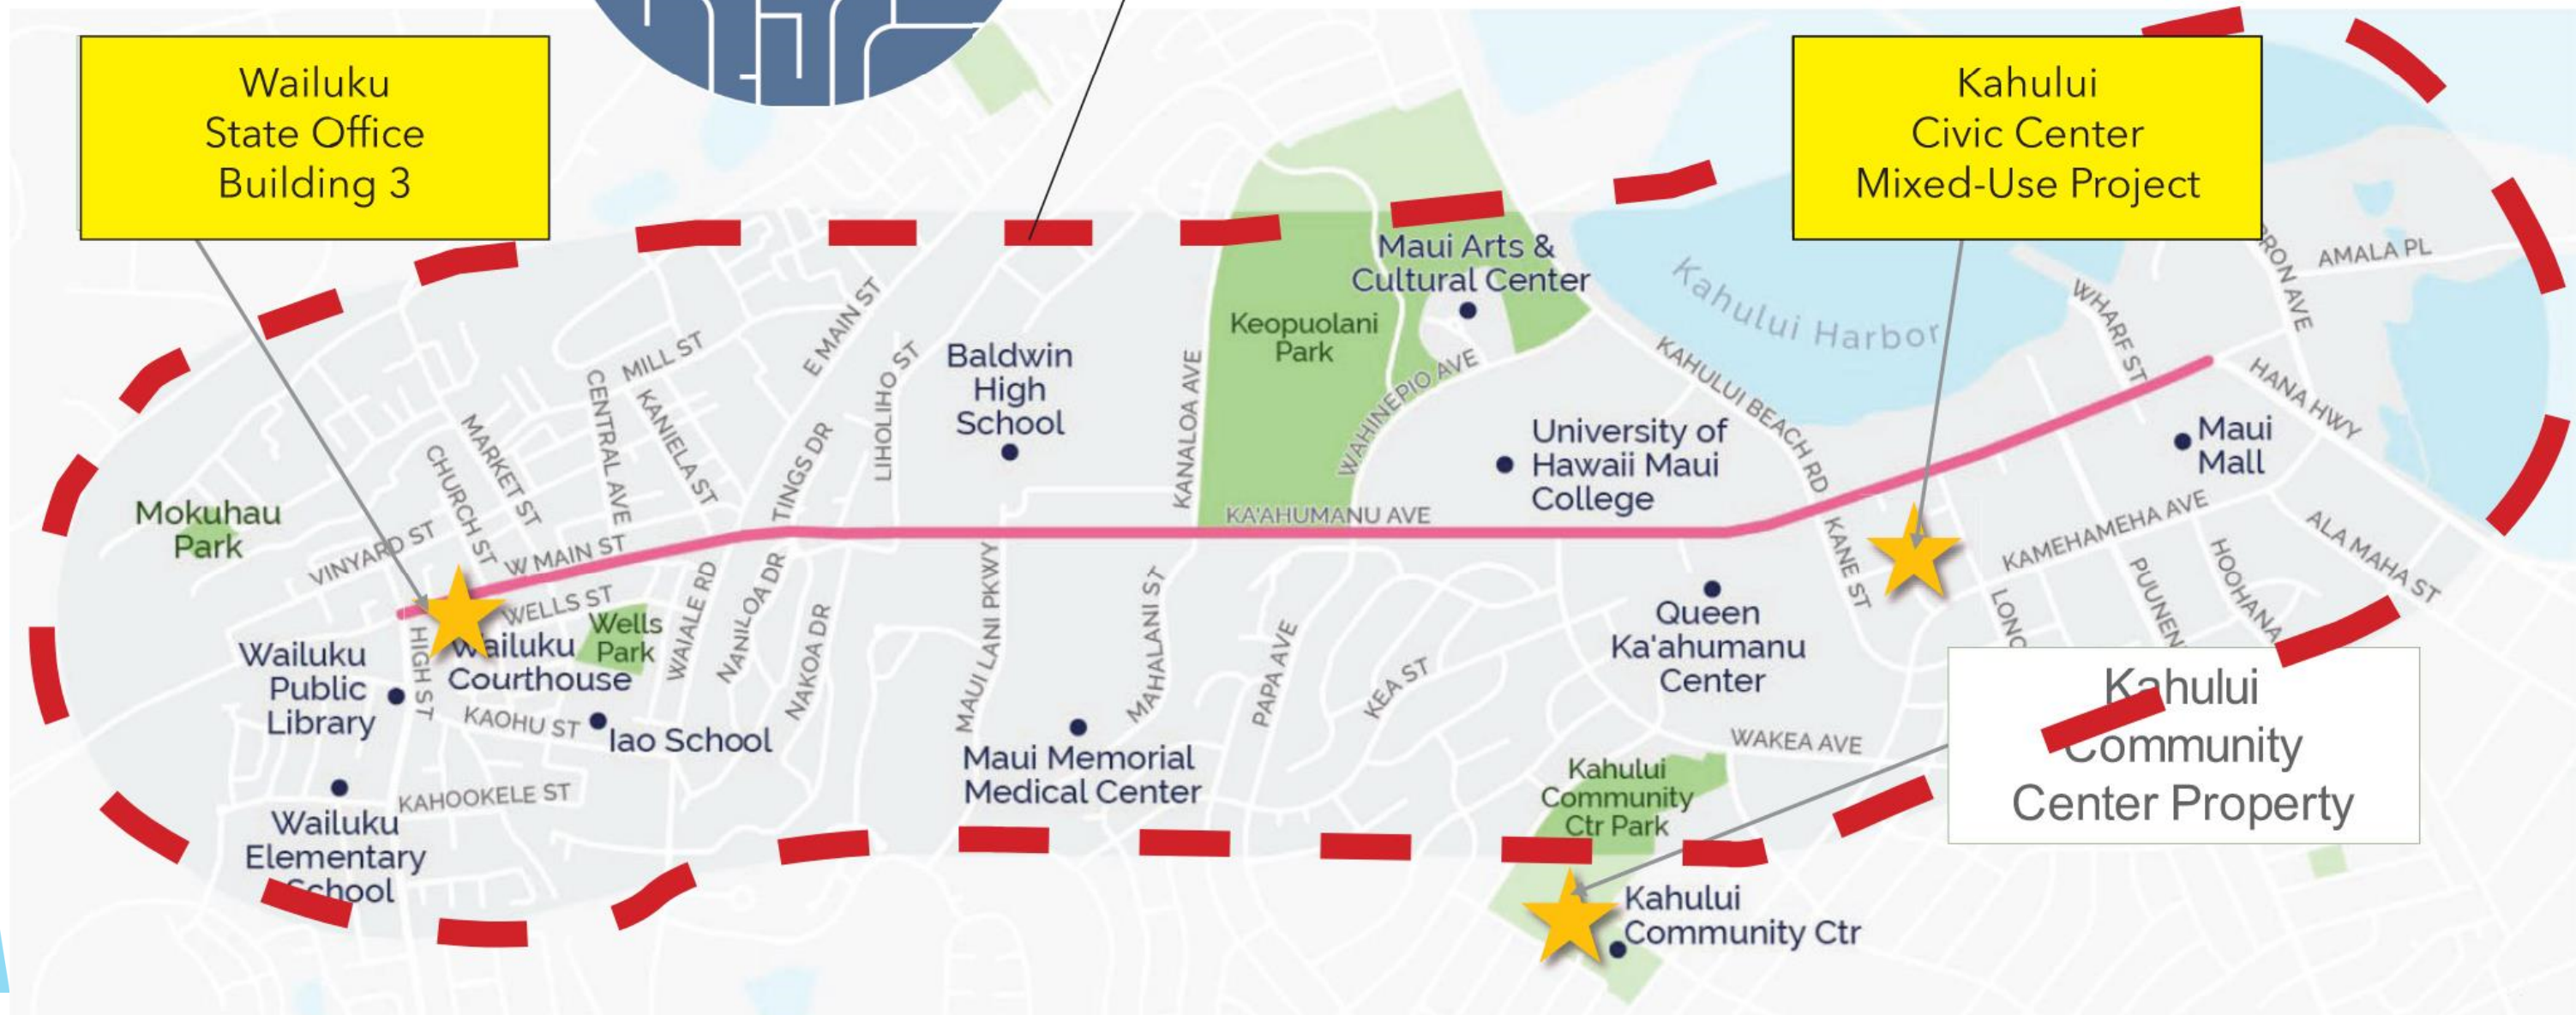 Wailuku
State Office
Building 3
Kahului
Civic Center
Mixed-Use Project
Maui Arts &
Cultural Center
Keopuolani
Park
Kahului Harbor
AMALA PL
WHARF ST
HANA HWY
MILL ST
E MAIN ST
LIHOLIHO ST
Baldwin
High
School
KANALOA AVE
WAHINEPIO AVE
KAHULUI BEACH RD
University of
Hawaii Maui
College
Maui
Mall
CENTRAL AVE
KANIELA ST
MARKET ST
CHURCH ST
TINGS DR
Mokuhau
Park
VINYARD ST
W MAIN ST
KA'AHUMANU AVE
KANE ST
KAMEHAMEHA AVE
ALA MAHA ST
HOOHANA
PUUNEN
LONO
WELLS ST
Wells
Park
WAIALE RD
NANILOA DR
NAKOA DR
MAUI LANI PKWY
MAHALANI ST
PAPA AVE
KEA ST
Queen
Ka'ahumanu
Center
Wailuku
Public
Library
HIGH ST
Wailuku
Courthouse
KAOHU ST
Iao School
Maui Memorial
Medical Center
WAKEA AVE
Kahului
Community
Center Property
Kahului
Community
Ctr Park
KAHOOKELE ST
Wailuku
Elementary
School
Kahului
Community Ctr